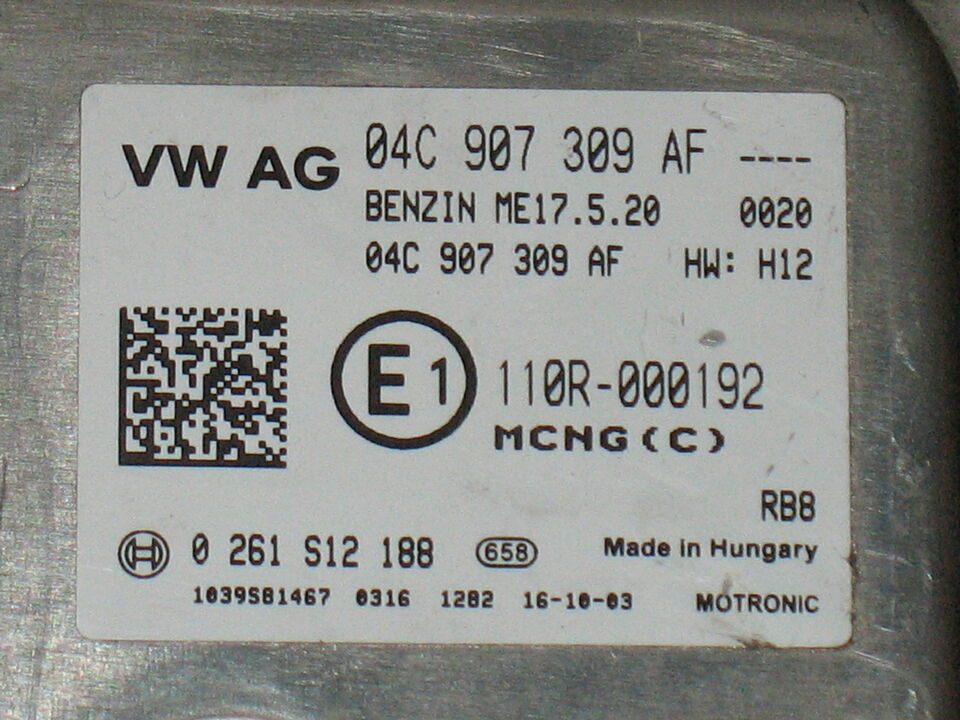 VW AG 04C 907 309 AF ----
BENZIN ME17.5.20 0020
04C 907 309 AF HW: H12
E1 110R-000192
MCNG(C)
RB8
0 261 S12 188 658 Made in Hungary
1039S81467 0316 1282 16-10-03 MOTRONIC